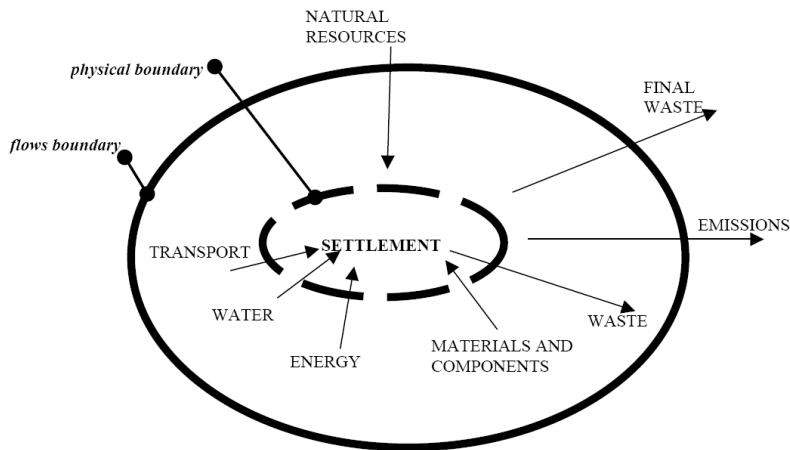 NATURAL
RESOURCES
physical boundary
FINAL
WASTE
flows boundary
EMISSIONS
SETTLEMENT
TRANSPORT
WATER
WASTE
ENERGY
MATERIALS AND
COMPONENTS